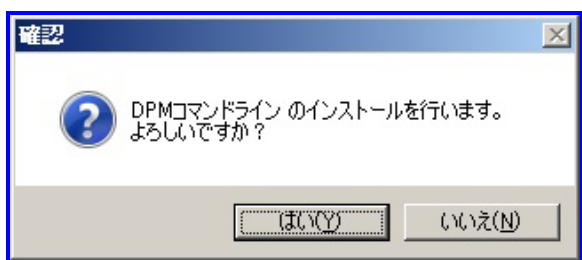 確認
DPMコマンドライン のインストールを行います。
よろしいですか？
はい(Y)
いいえ(N)